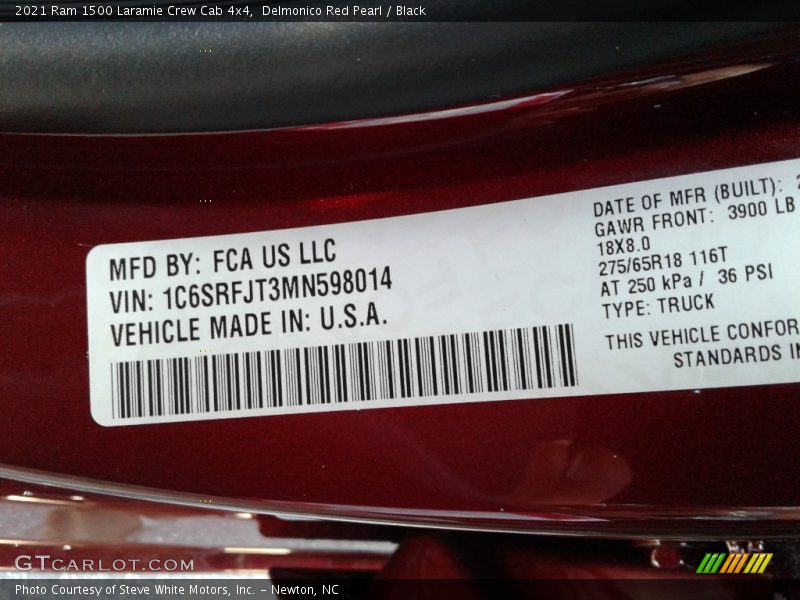 2021 Ram 1500 Laramie Crew Cab 4x4, Delmonico Red Pearl / Black
MFD BY: FCA US LLC
VIN: 1C6SRFJT3MN598014
VEHICLE MADE IN: U.S.A.
DATE OF MFR (BUILT):
GAWR FRONT: 3900 LB
18X8.0
275/65R18 116T
AT 250 kPa / 36 PSI
TYPE: TRUCK
THIS VEHICLE CONFOR
STANDARDS IN
GTCARLOT.COM
Photo Courtesy of Steve White Motors, Inc. - Newton, NC